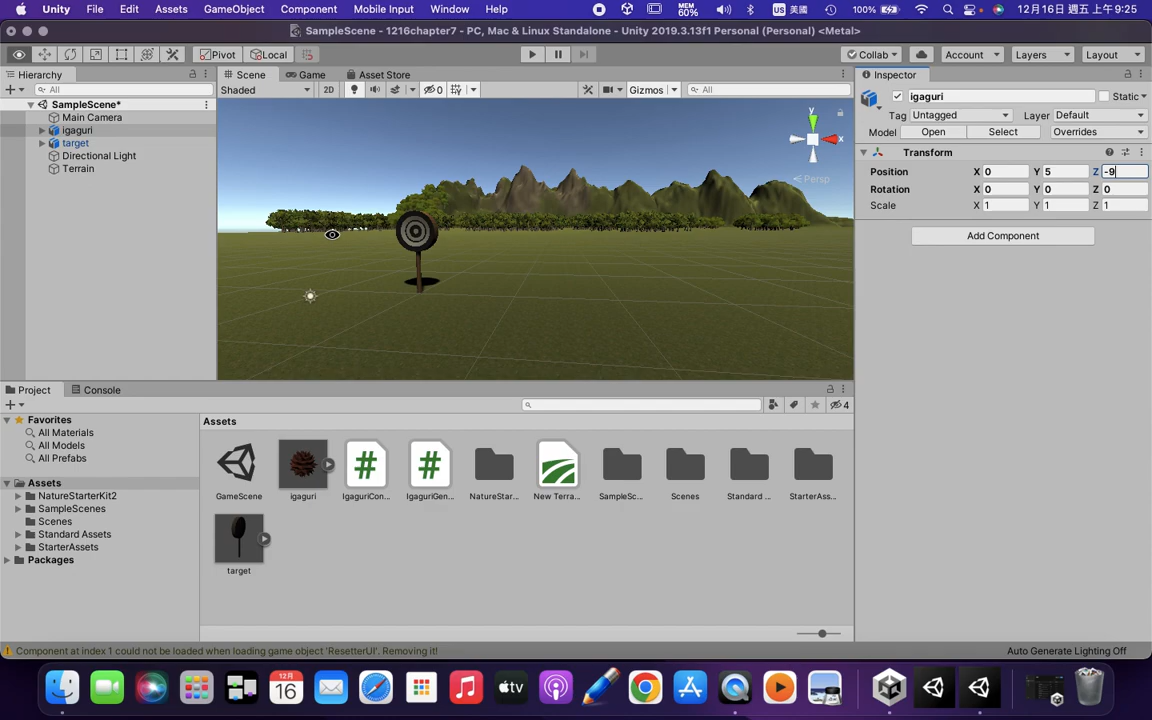 Unity File Edit Assets GameObject Component Mobile Input Window Help MEM 60% US 美國 100% 12月16日 週五 上午9:25
SampleScene - 1216chapter7 - PC, Mac & Linux Standalone - Unity 2019.3.13f1 Personal (Personal) <Metal>
Pivot Local Collab Account Layers Layout
Hierarchy Scene Game Asset Store Inspector
All Shaded 2D 0 Gizmos All igaguri Static
SampleScene* Tag Untagged Layer Default
Main Camera
igaguri Model Open Select Overrides
target
Directional Light Transform
Terrain Position X 0 Y 5 Z -9
Rotation X 0 Y 0 Z 0
Scale X 1 Y 1 Z 1
y x Persp
Add Component
Project Console
4
Favorites Assets
All Materials
All Models
All Prefabs
Assets
NatureStarterKit2
SampleScenes
Scenes
Standard Assets
StarterAssets
Packages
GameScene igaguri IgaguriCon... IgaguriGen... NatureStar... New Terra... SampleSc... Scenes Standard ... StarterAss...
target
Component at index 1 could not be loaded when loading game object 'ResetterUI'. Removing it! Auto Generate Lighting Off
12月 16 tv